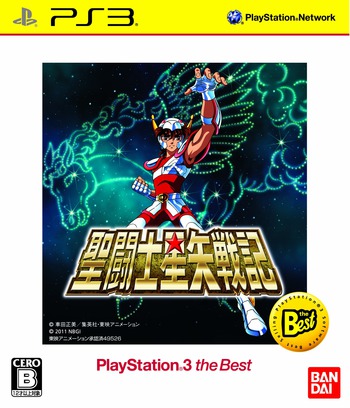 PS3
PlayStation®Network
聖闘士星矢戦記
© 車田正美／集英社・東映アニメーション
© 2011 NBGI
東映アニメーション承認済49526
the
Best
PlayStation®3 the Best
CERO
B
12才以上対象
BAN
DAI